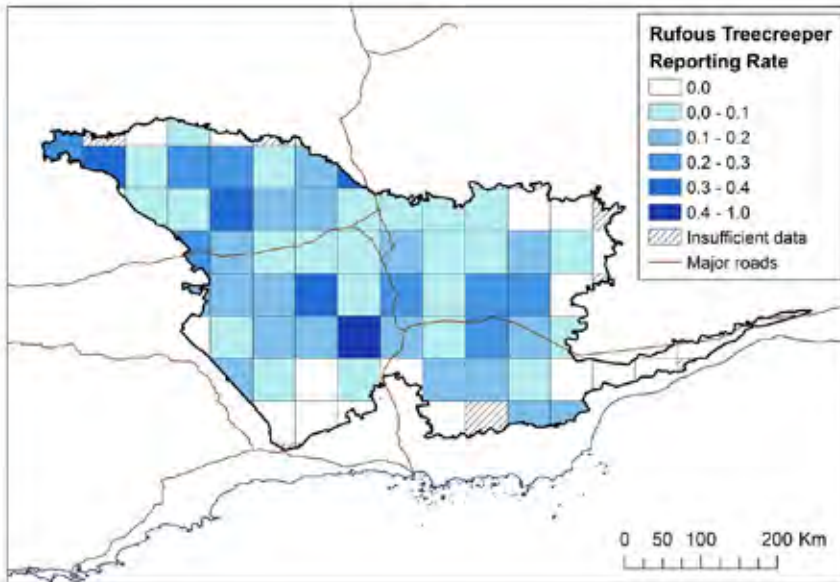 Rufous Treecreeper
Reporting Rate
0.0
0.0 - 0.1
0.1 - 0.2
0.2 - 0.3
0.3 - 0.4
0.4 - 1.0
Insufficient data
Major roads
0 50 100 200 Km